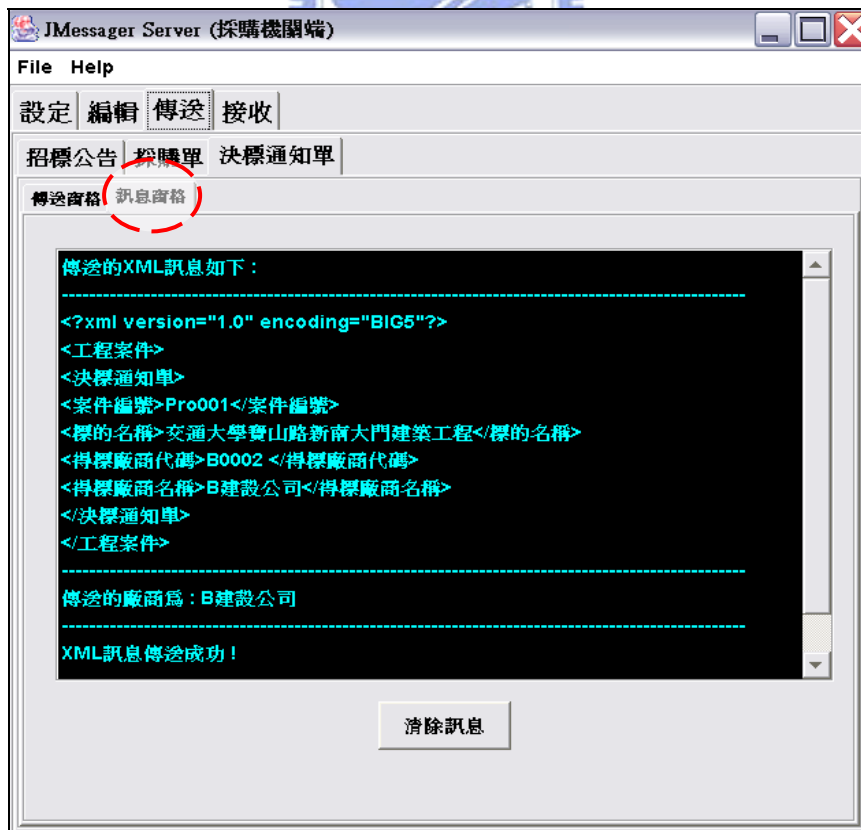 JMessager Server (採購機關端)
File Help
設定 編輯 傳送 接收
招標公告 採購單 決標通知單
傳送窗格 訊息窗格
傳送的XML訊息如下：
----------------------------------------------------------------------------------------------------
<?xml version="1.0" encoding="BIG5"?>
<工程案件>
<決標通知單>
<案件編號>Pro001</案件編號>
<標的名稱>交通大學寶山路新南大門建築工程</標的名稱>
<得標廠商代碼>B0002 </得標廠商代碼>
<得標廠商名稱>B建設公司</得標廠商名稱>
</決標通知單>
</工程案件>
----------------------------------------------------------------------------------------------------
傳送的廠商為：B建設公司
----------------------------------------------------------------------------------------------------
XML訊息傳送成功！
清除訊息